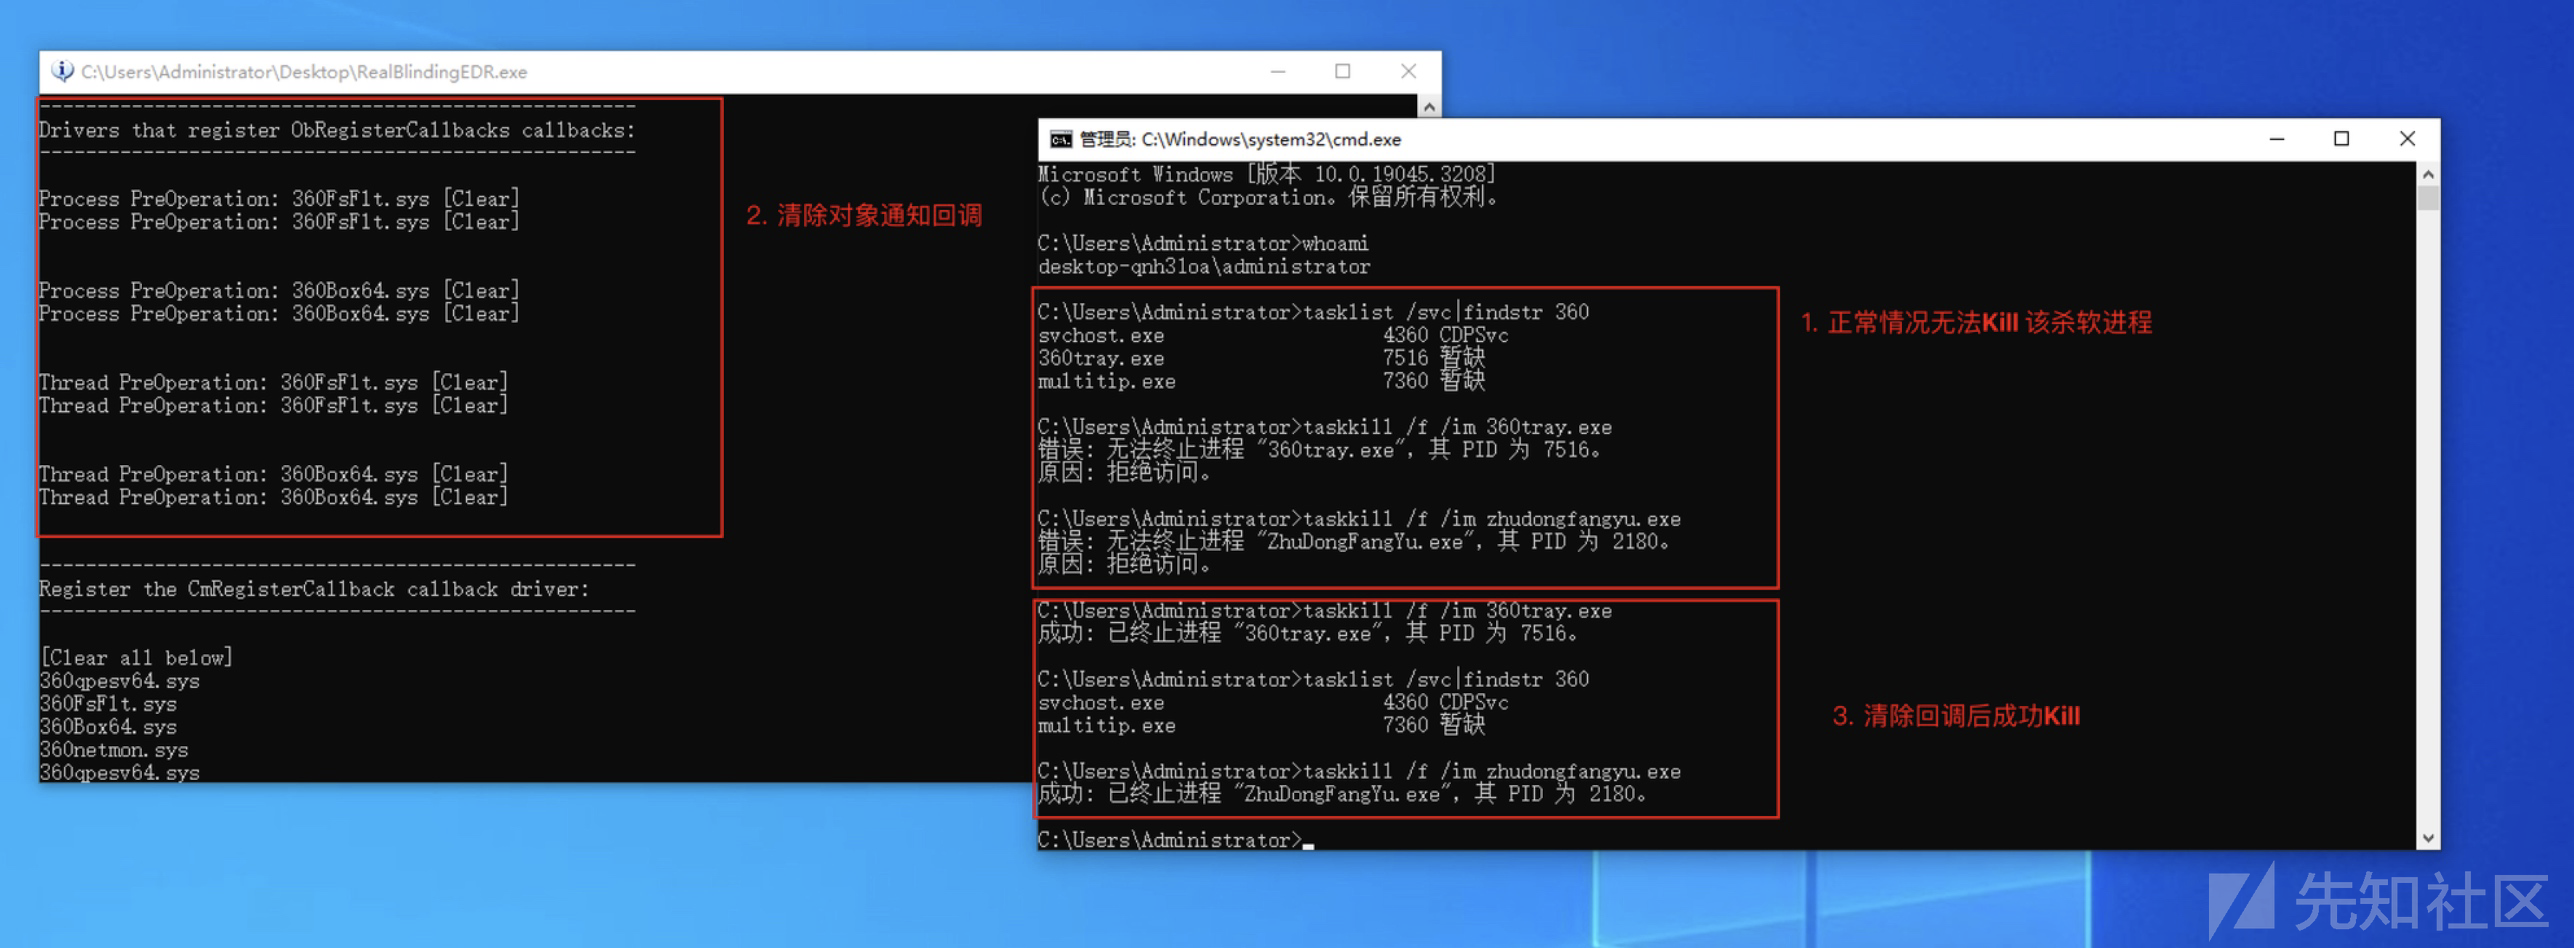 C:\Users\Administrator\Desktop\RealBlindingEDR.exe
----------------------------------------------------
Drivers that register ObRegisterCallbacks callbacks:
----------------------------------------------------
Process PreOperation: 360FsFlt.sys [Clear]
Process PreOperation: 360FsFlt.sys [Clear]
Process PreOperation: 360Box64.sys [Clear]
Process PreOperation: 360Box64.sys [Clear]
Thread PreOperation: 360FsFlt.sys [Clear]
Thread PreOperation: 360FsFlt.sys [Clear]
Thread PreOperation: 360Box64.sys [Clear]
Thread PreOperation: 360Box64.sys [Clear]
----------------------------------------------------
Register the CmRegisterCallback callback driver:
----------------------------------------------------
[Clear all below]
360qpesv64.sys
360FsFlt.sys
360Box64.sys
360netmon.sys
360qpesv64.sys
2. 清除对象通知回调
管理员: C:\Windows\system32\cmd.exe
Microsoft Windows [版本 10.0.19045.3208]
(c) Microsoft Corporation。保留所有权利。
C:\Users\Administrator>whoami
desktop-qnh31oa\administrator
C:\Users\Administrator>tasklist /svc|findstr 360
svchost.exe 4360 CDPSvc
360tray.exe 7516 暂缺
multitip.exe 7360 暂缺
C:\Users\Administrator>taskkill /f /im 360tray.exe
错误: 无法终止进程 "360tray.exe"，其 PID 为 7516。
原因: 拒绝访问。
C:\Users\Administrator>taskkill /f /im zhudongfangyu.exe
错误: 无法终止进程 "ZhuDongFangYu.exe"，其 PID 为 2180。
原因: 拒绝访问。
C:\Users\Administrator>taskkill /f /im 360tray.exe
成功: 已终止进程 "360tray.exe"，其 PID 为 7516。
C:\Users\Administrator>tasklist /svc|findstr 360
svchost.exe 4360 CDPSvc
multitip.exe 7360 暂缺
C:\Users\Administrator>taskkill /f /im zhudongfangyu.exe
成功: 已终止进程 "ZhuDongFangYu.exe"，其 PID 为 2180。
C:\Users\Administrator>
1. 正常情况无法Kill 该杀软进程
3. 清除回调后成功Kill
先知社区